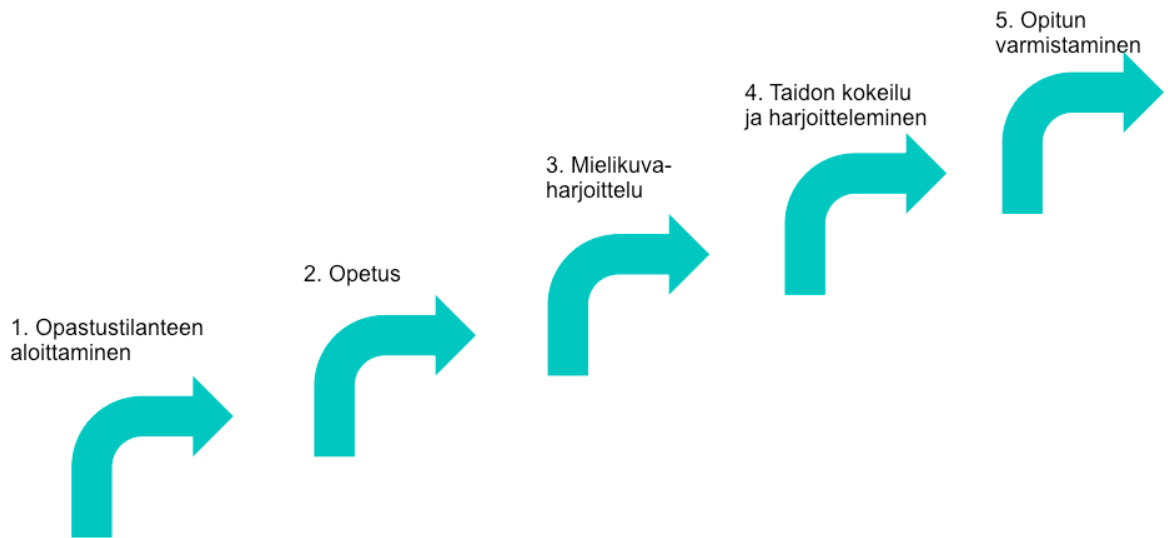 1. Opastustilanteen
aloittaminen
2. Opetus
3. Mielikuva-
harjoittelu
4. Taidon kokeilu
ja harjoitteleminen
5. Opitun
varmistaminen